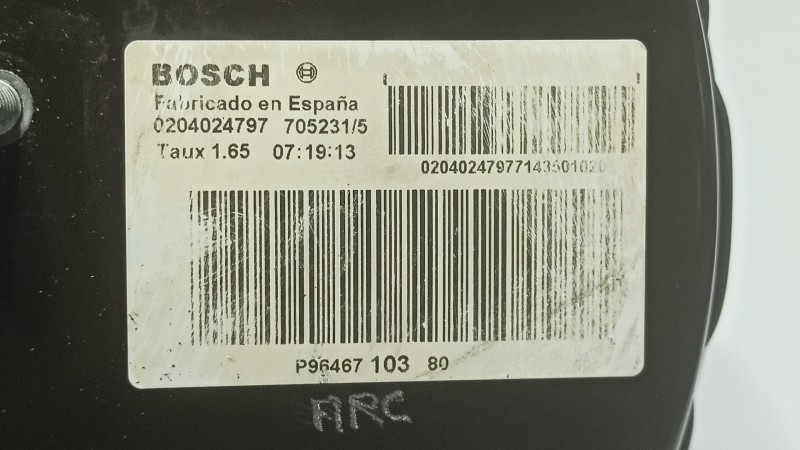 BOSCH
Fabricado en España
0204024797 705231/5
Taux 1.65 07:19:13
02040247977143501020
P96467 103 80
ARC